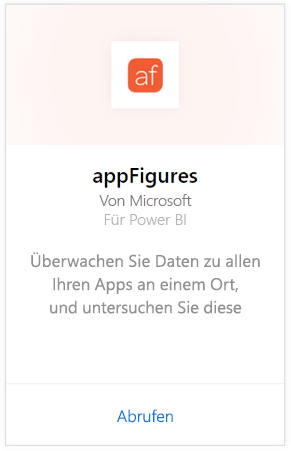 af
appFigures
Von Microsoft
Für Power BI
Überwachen Sie Daten zu allen
Ihren Apps an einem Ort,
und untersuchen Sie diese
Abrufen